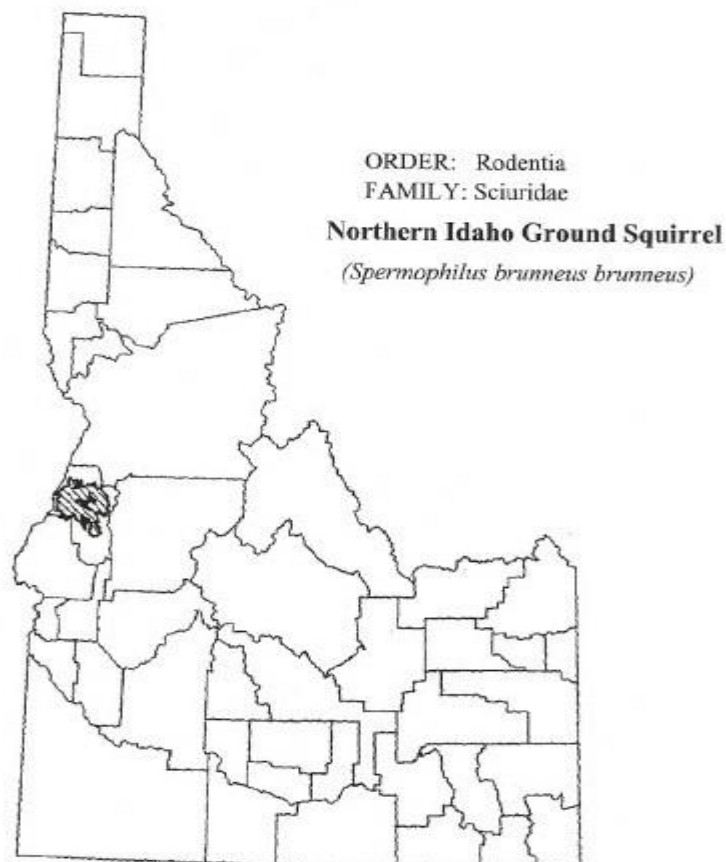 ORDER: Rodentia
FAMILY: Sciuridae
Northern Idaho Ground Squirrel
(Spermophilus brunneus brunneus)